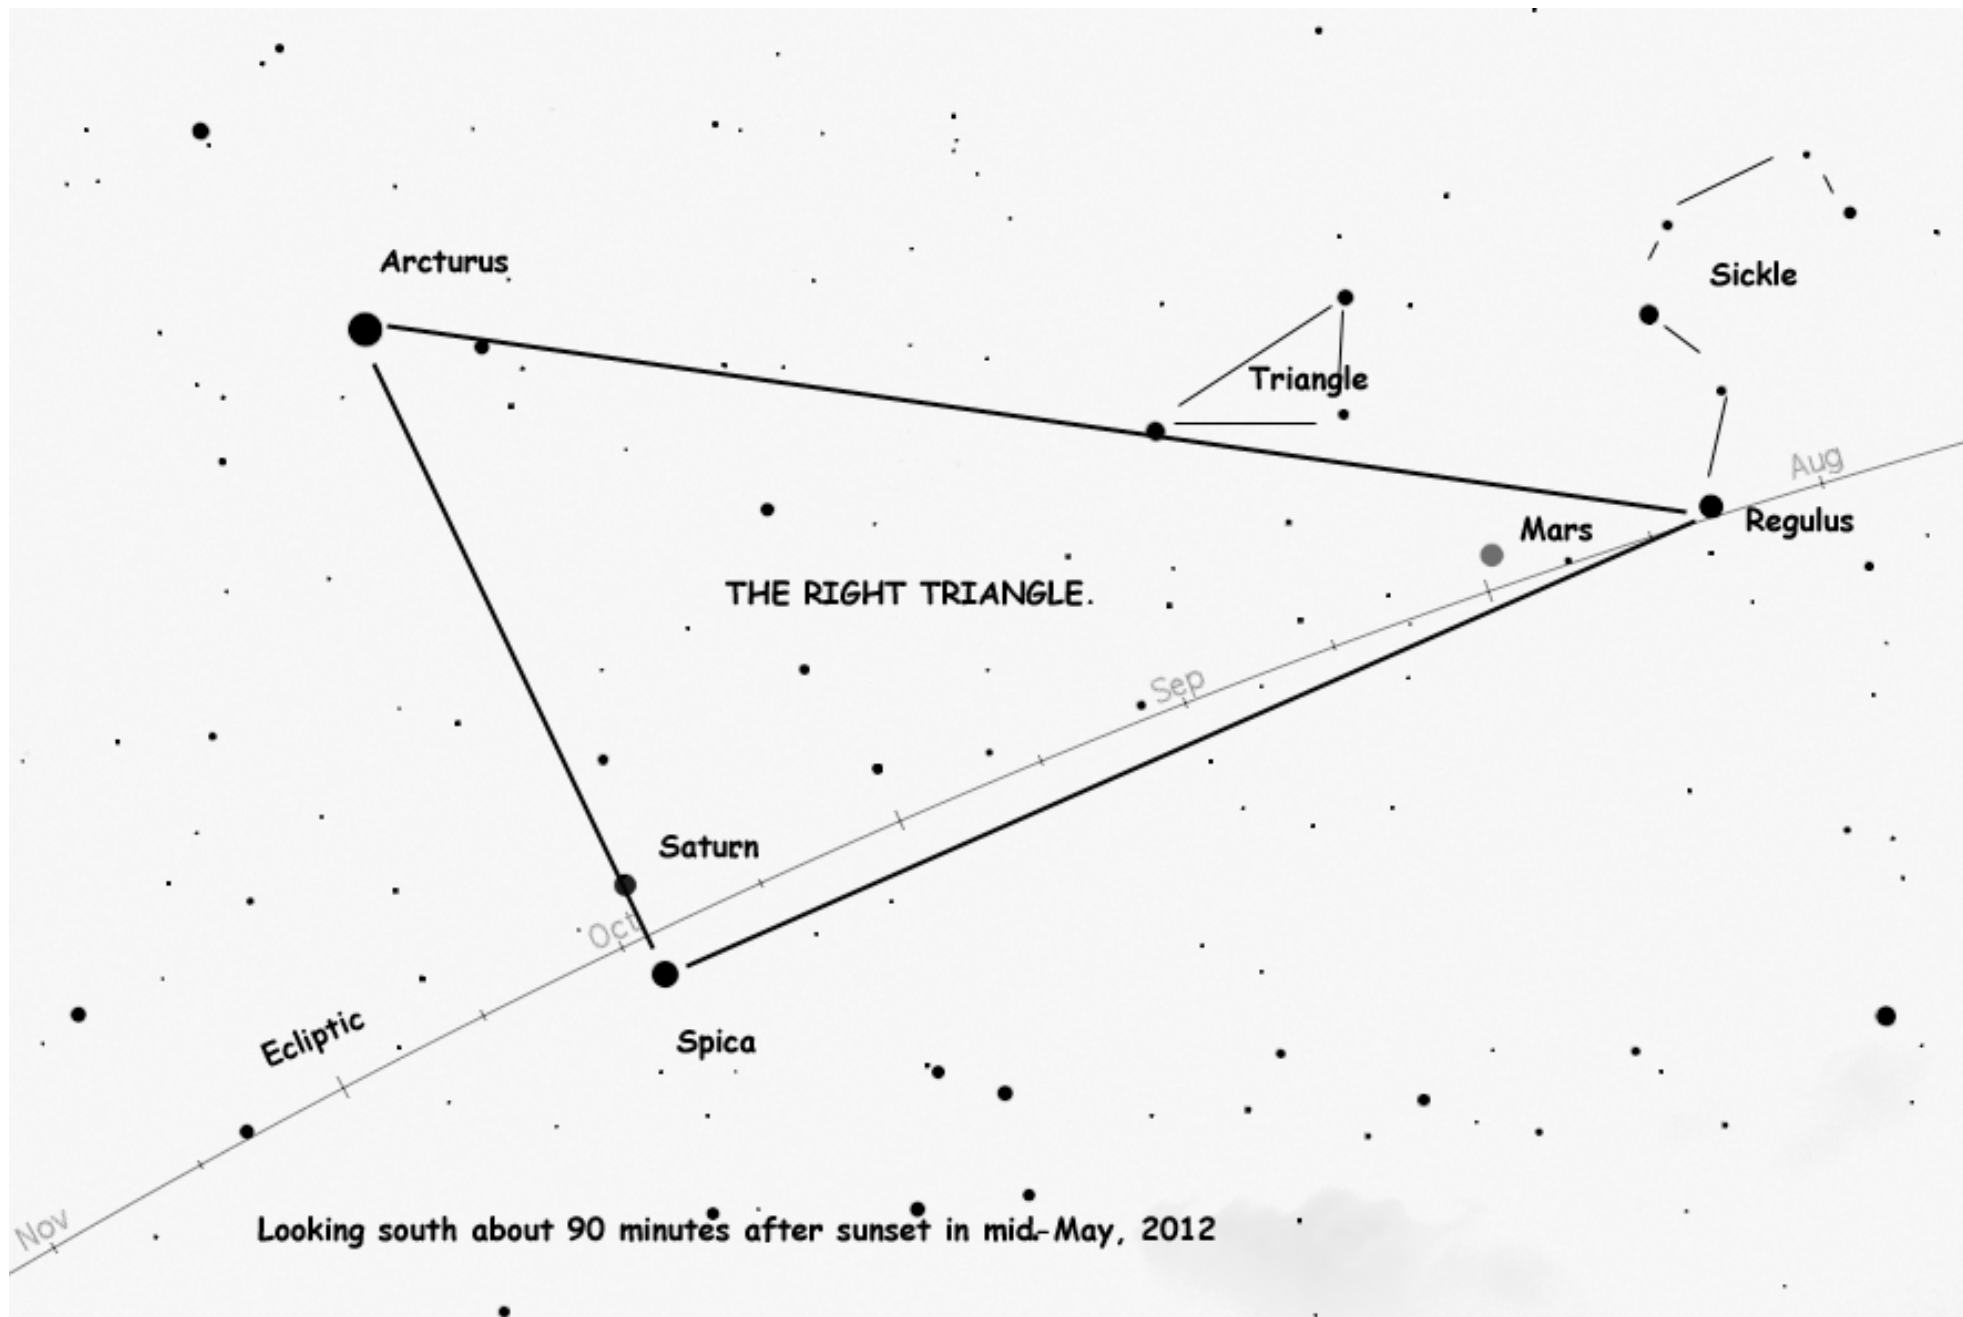 Arcturus
Sickle
Triangle
Aug
Mars
Regulus
THE RIGHT TRIANGLE.
Sep
Saturn
Oct
Ecliptic
Spica
Nov
Looking south about 90 minutes after sunset in mid-May, 2012